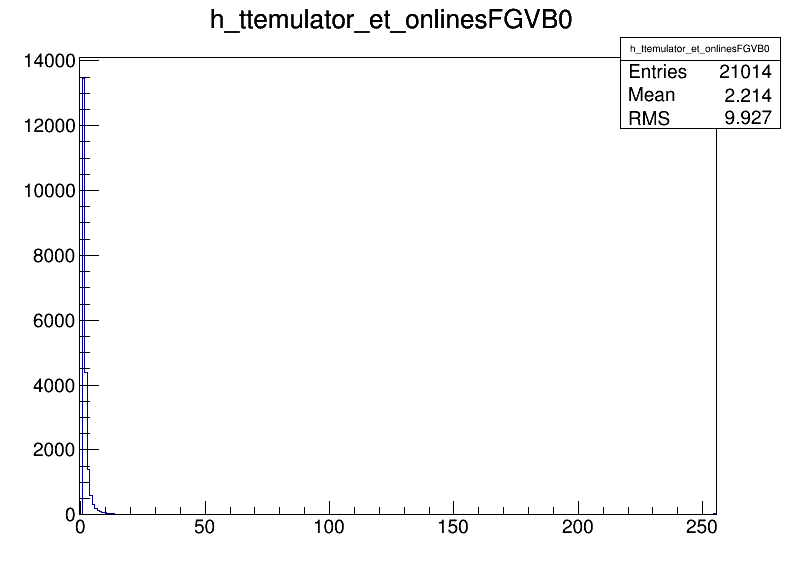 h_ttemulator_et_onlinesFGVB0
h_ttemulator_et_onlinesFGVB0
Entries 21014
Mean 2.214
RMS 9.927
14000
12000
10000
8000
6000
4000
2000
0
0 50 100 150 200 250